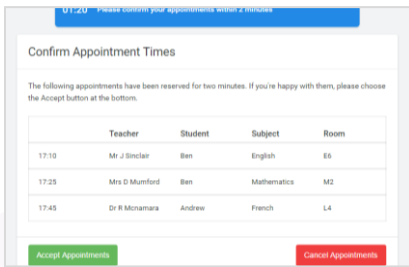 01:20 Please confirm your appointments within 2 minutes
Confirm Appointment Times
The following appointments have been reserved for two minutes. If you're happy with them, please choose
the Accept button at the bottom.
Teacher Student Subject Room
17:10 Mr J Sinclair Ben English E6
17:25 Mrs D Mumford Ben Mathematics M2
17:45 Dr R Mcnamara Andrew French L4
Accept Appointments Cancel Appointments